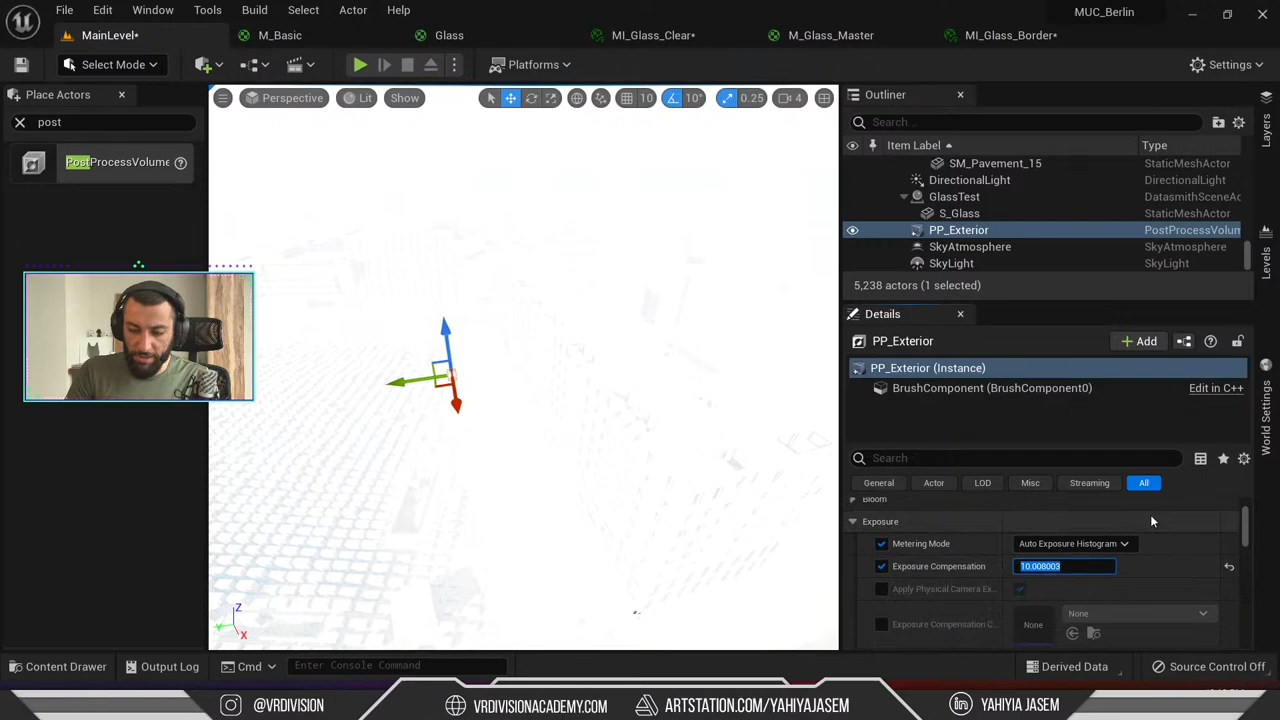 File Edit Window Tools Build Select Actor Help
MUC_Berlin
MainLevel*
M_Basic
Glass
MI_Glass_Clear*
M_Glass_Master
MI_Glass_Border*
Select Mode
Platforms
Settings
Place Actors
post
PostProcessVolume
Perspective
Lit
Show
10
10°
0.25
4
Outliner
Search...
Item Label
Type
SM_Pavement_15 StaticMeshActor
DirectionalLight DirectionalLight
GlassTest DatasmithSceneAc
S_Glass StaticMeshActor
PP_Exterior PostProcessVolum
SkyAtmosphere SkyAtmosphere
SkyLight SkyLight
5,238 actors (1 selected)
Details
PP_Exterior
Add
PP_Exterior (Instance)
BrushComponent (BrushComponent0)
Edit in C++
Search
General Actor LOD Misc Streaming All
Bloom
Exposure
Metering Mode Auto Exposure Histogram
Exposure Compensation 10.008003
Apply Physical Camera Ex...
Exposure Compensation C... None None
Layers
Levels
World Settings
Z
Y
X
Content Drawer
Output Log
Cmd
Enter Console Command
Derived Data
Source Control Off
@VRDIVISION
VRDIVISIONACADEMY.COM
ARTSTATION.COM/YAHIYAJASEM
YAHIYIA JASEM